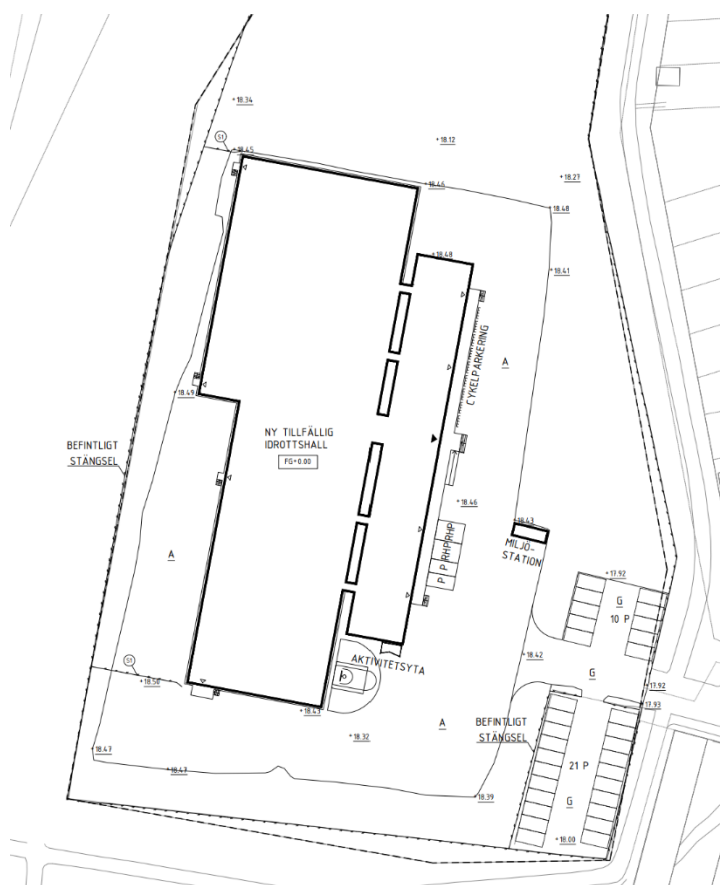 +18.34
+18.12
S1
+18.45
+18.27
+18.46
+18.48
+18.48
+18.41
CYKELPARKERING
A
+18.49
NY TILLFÄLLIG
IDROTTSHALL
FG+0.00
BEFINTLIGT
STÄNGSEL
+18.46
+18.43
MILJÖ-
STATION
P P RHP RHP
A
+17.92
G
10 P
S1
AKTIVITETSYTA
+18.42
G
+18.50
+17.92
+17.93
+18.43
A
BEFINTLIGT
STÄNGSEL
+18.32
+18.47
+18.47
21 P
G
+18.39
+18.00